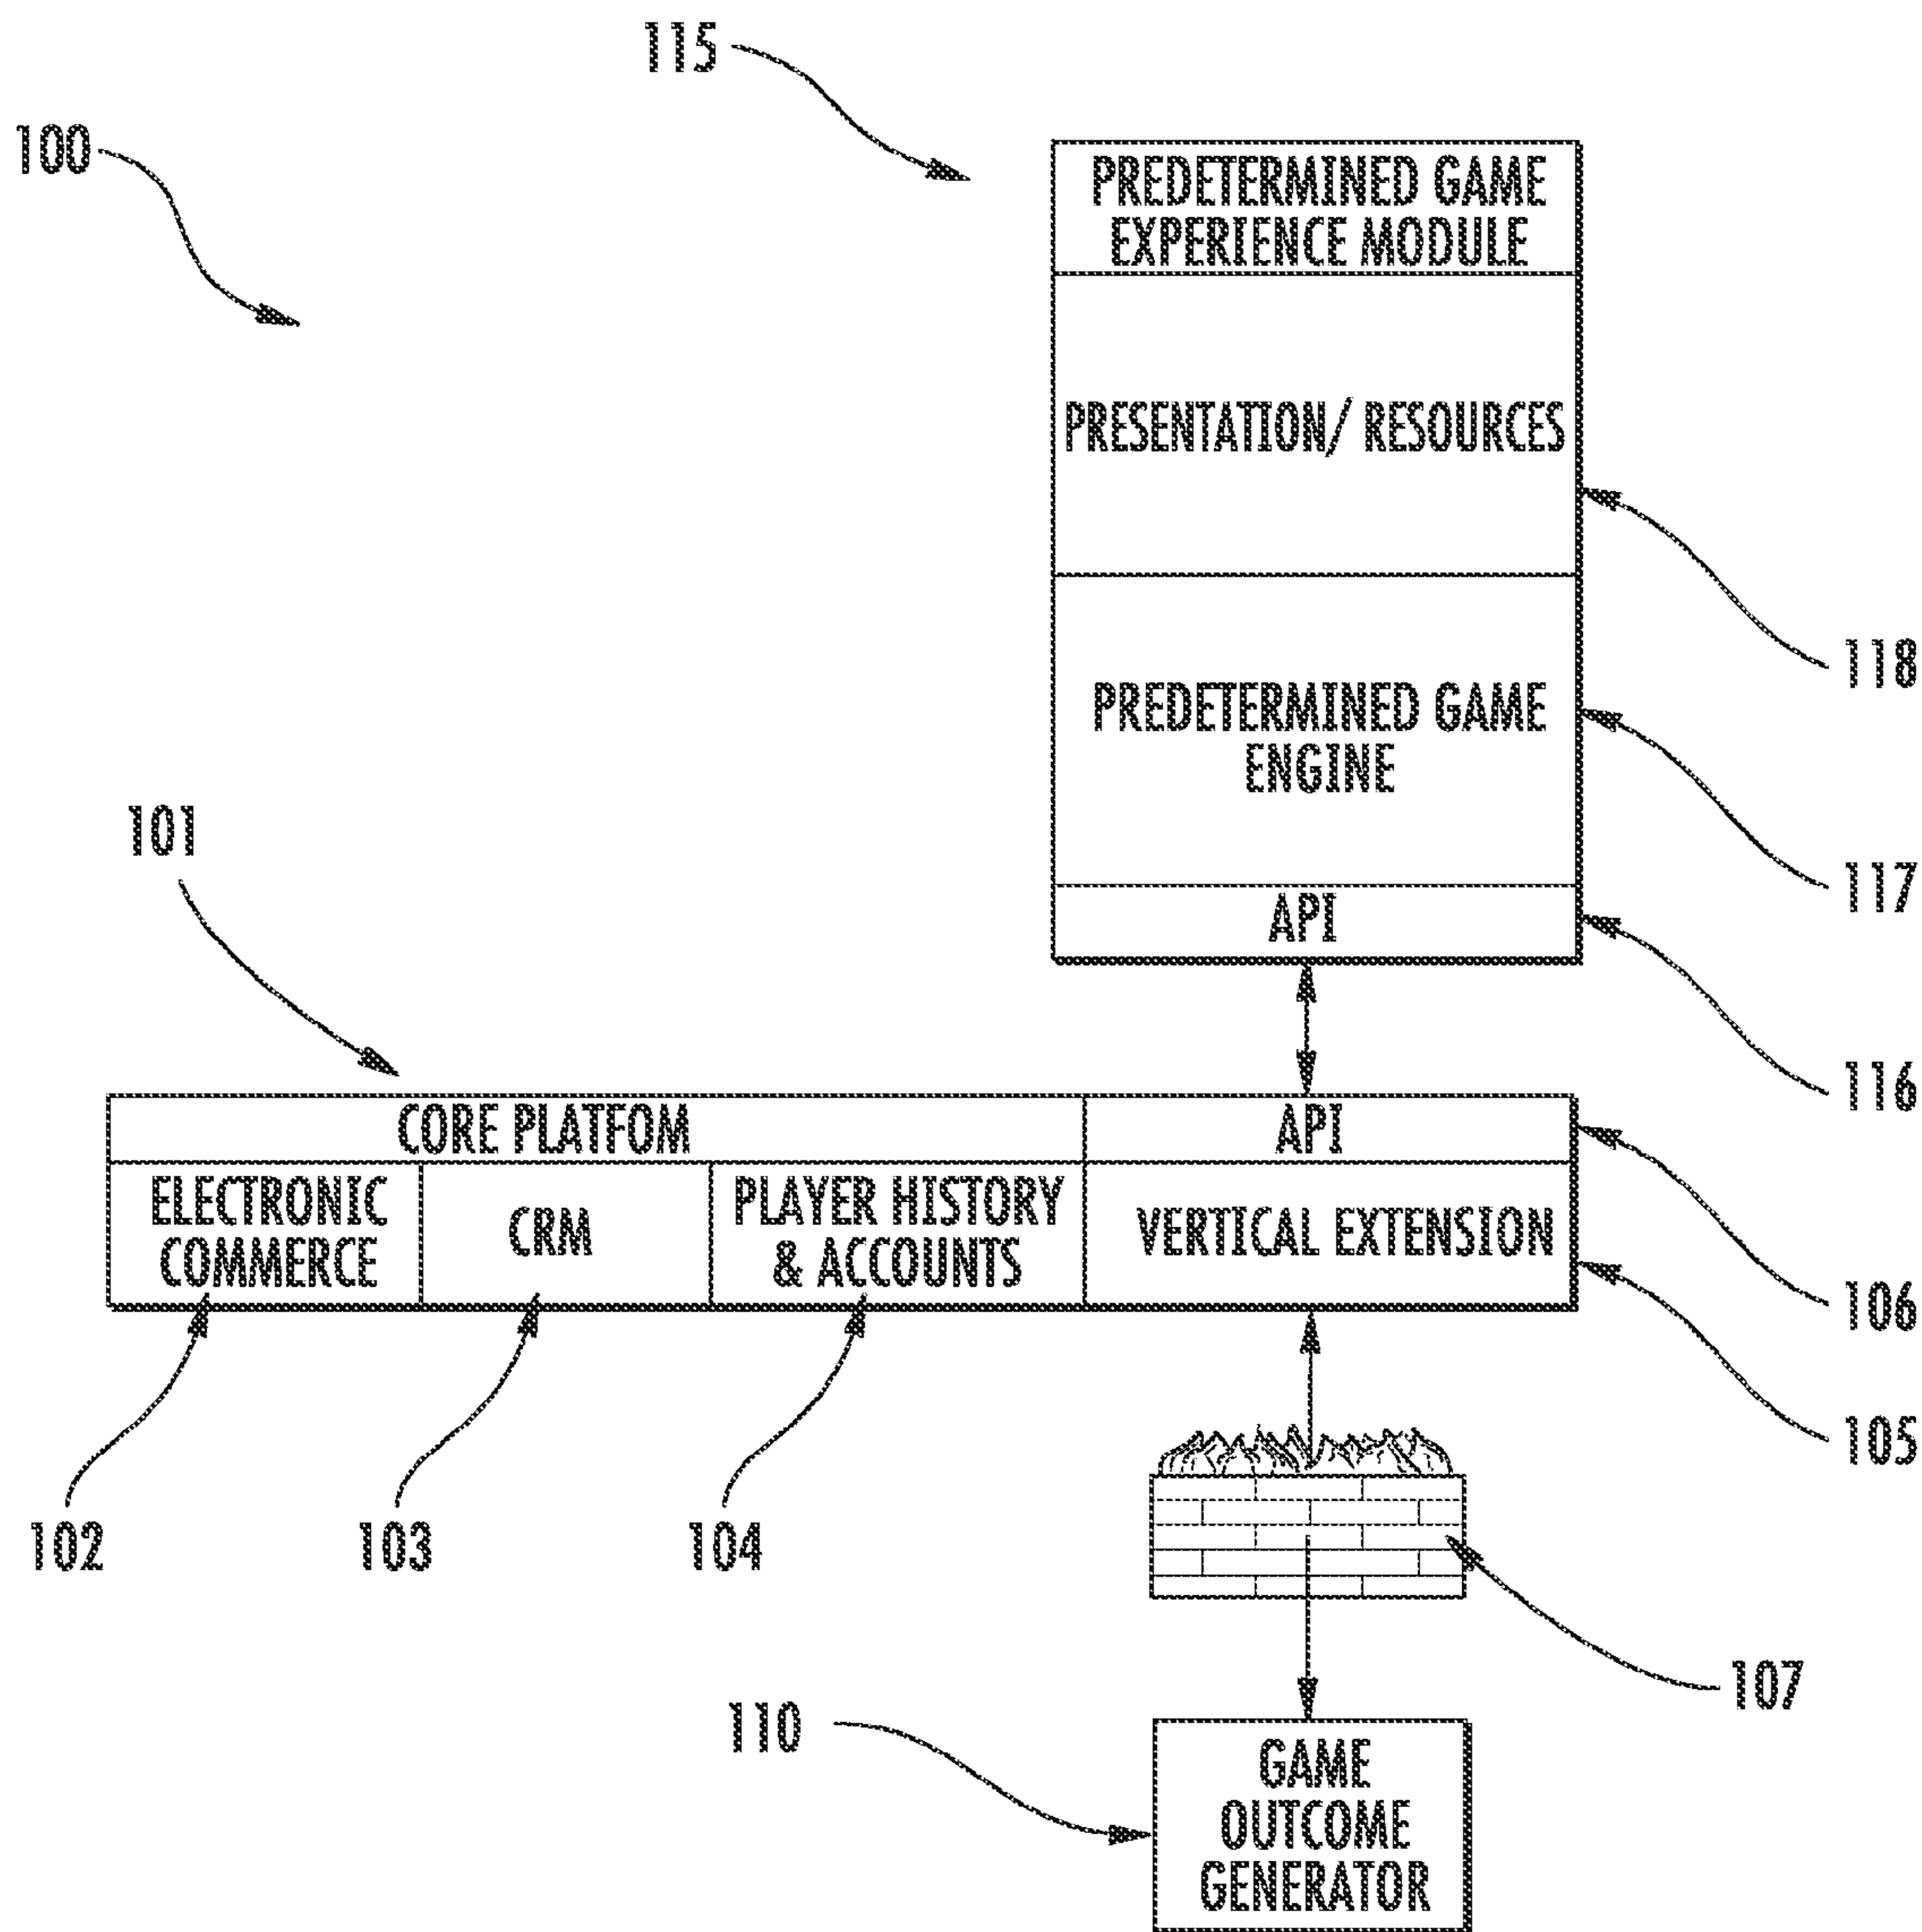 115
100
PREDETERMINED GAME
EXPERIENCE MODULE
PRESENTATION/ RESOURCES
118
PREDETERMINED GAME
ENGINE
117
101
API
116
CORE PLATFOM
API
ELECTRONIC
COMMERCE
CRM
PLAYER HISTORY
& ACCOUNTS
VERTICAL EXTENSION
106
105
102
103
104
107
110
GAME
OUTCOME
GENERATOR